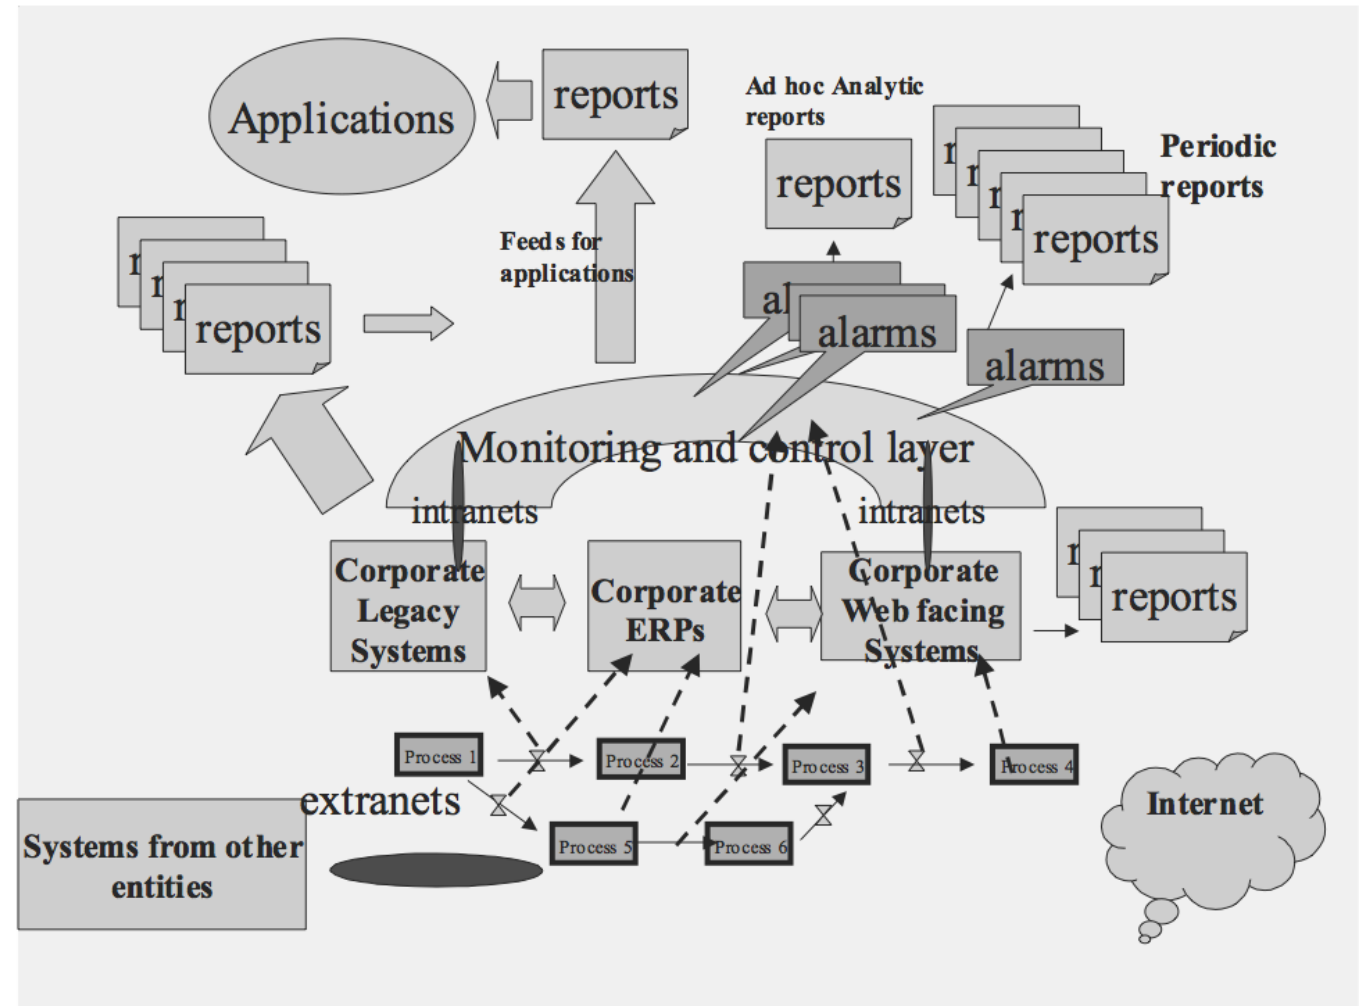 Applications
reports
Ad hoc Analytic
reports
reports
r
r
r
r
reports
Periodic
reports
Feeds for
applications
r
r
r
reports
al
alarms
alarms
Monitoring and control layer
intranets
intranets
Corporate
Legacy
Systems
Corporate
ERPs
Corporate
Web facing
Systems
r
r
reports
Process 1
Process 2
Process 3
Process 4
extranets
Process 5
Process 6
Systems from other
entities
Internet